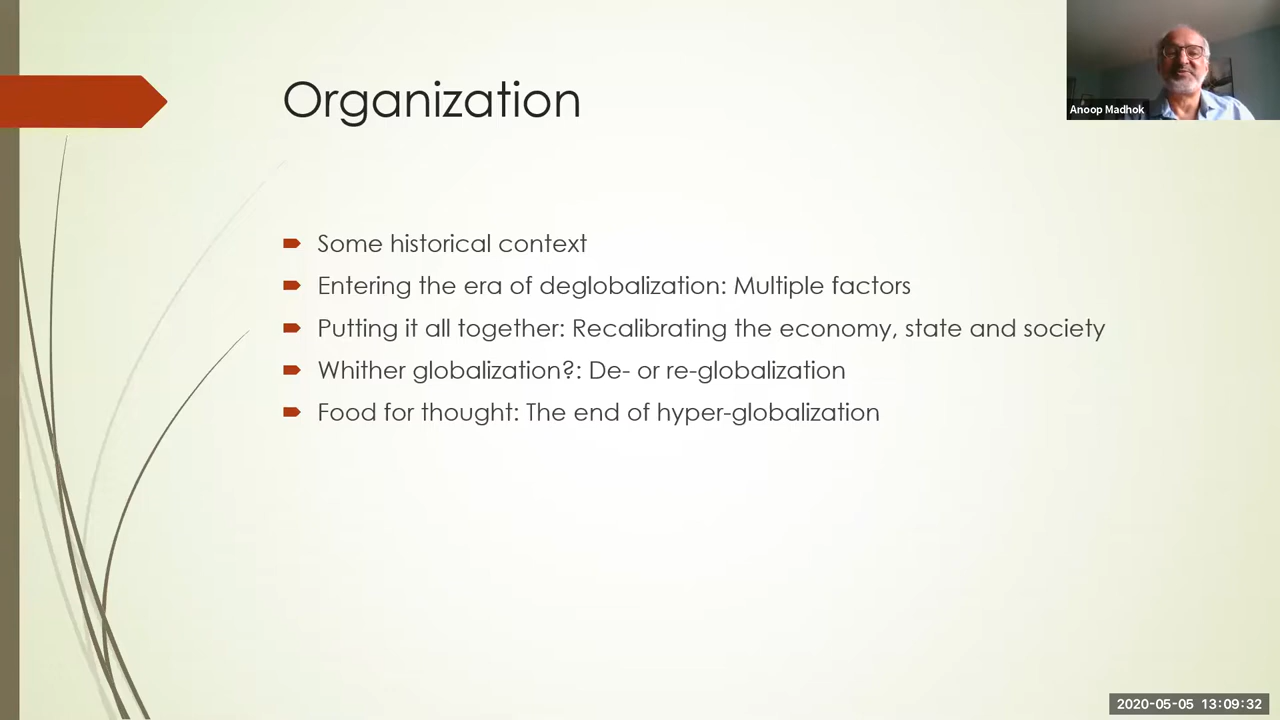 Organization
Anoop Madhok
Some historical context
Entering the era of deglobalization: Multiple factors
Putting it all together: Recalibrating the economy, state and society
Whither globalization?: De- or re-globalization
Food for thought: The end of hyper-globalization
2020-05-05 13:09:32